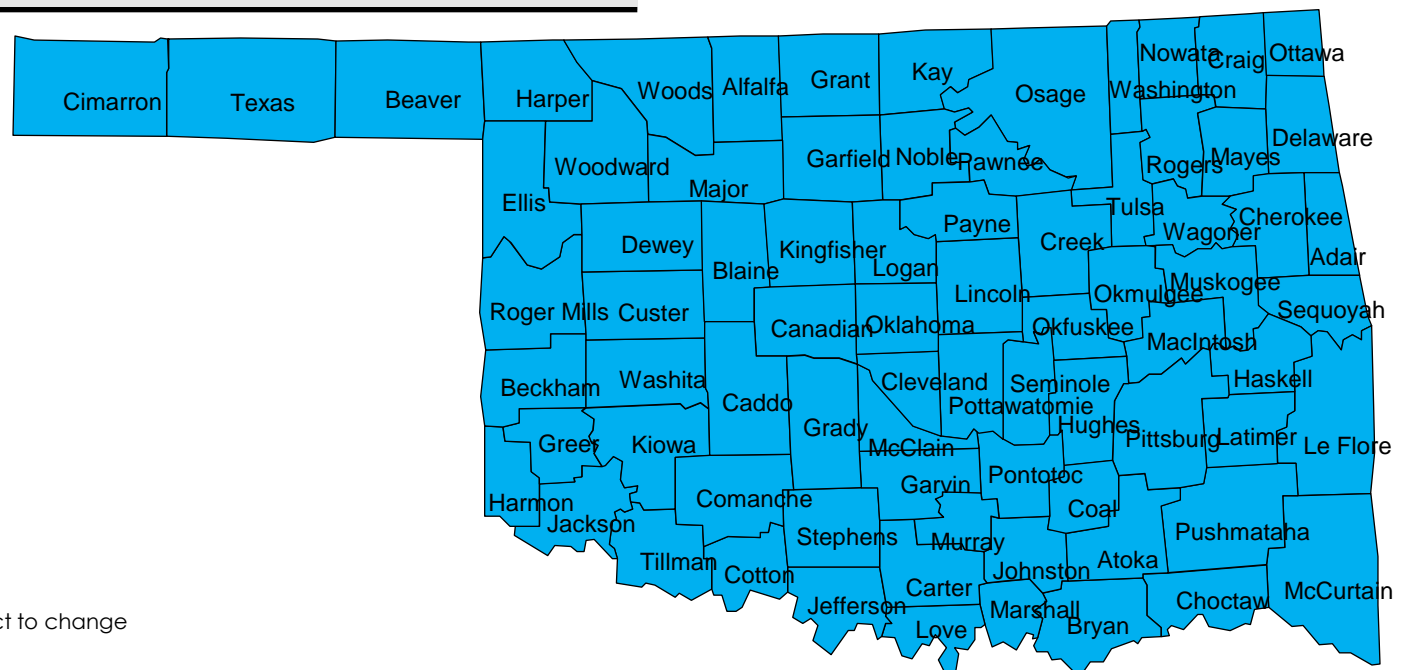 Nowata Craig Ottawa
Cimarron Texas Beaver Harper Woods Alfalfa Grant Kay Osage Washington
Woodward Major Garfield Noble Pawnee Rogers Mayes Delaware
Ellis Dewey Blaine Kingfisher Logan Payne Creek Tulsa Wagoner Cherokee Adair
Roger Mills Custer Canadian Oklahoma Lincoln Okfuskee Okmulgee Muskogee Sequoyah
Beckham Washita Caddo Cleveland Pottawatomie Seminole MacIntosh Haskell
Greer Kiowa Grady McClain Hughes Pittsburg Latimer Le Flore
Harmon Jackson Comanche Garvin Pontotoc Coal
Tillman Cotton Stephens Murray Johnston Atoka Pushmataha
Jefferson Carter Love Marshall Bryan Choctaw McCurtain
to change